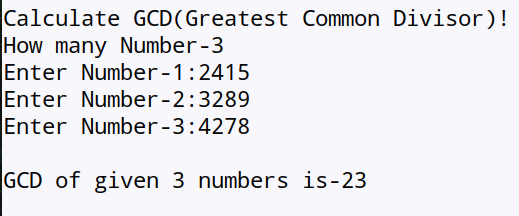 Calculate GCD(Greatest Common Divisor)!
How many Number-3
Enter Number-1:2415
Enter Number-2:3289
Enter Number-3:4278
GCD of given 3 numbers is-23